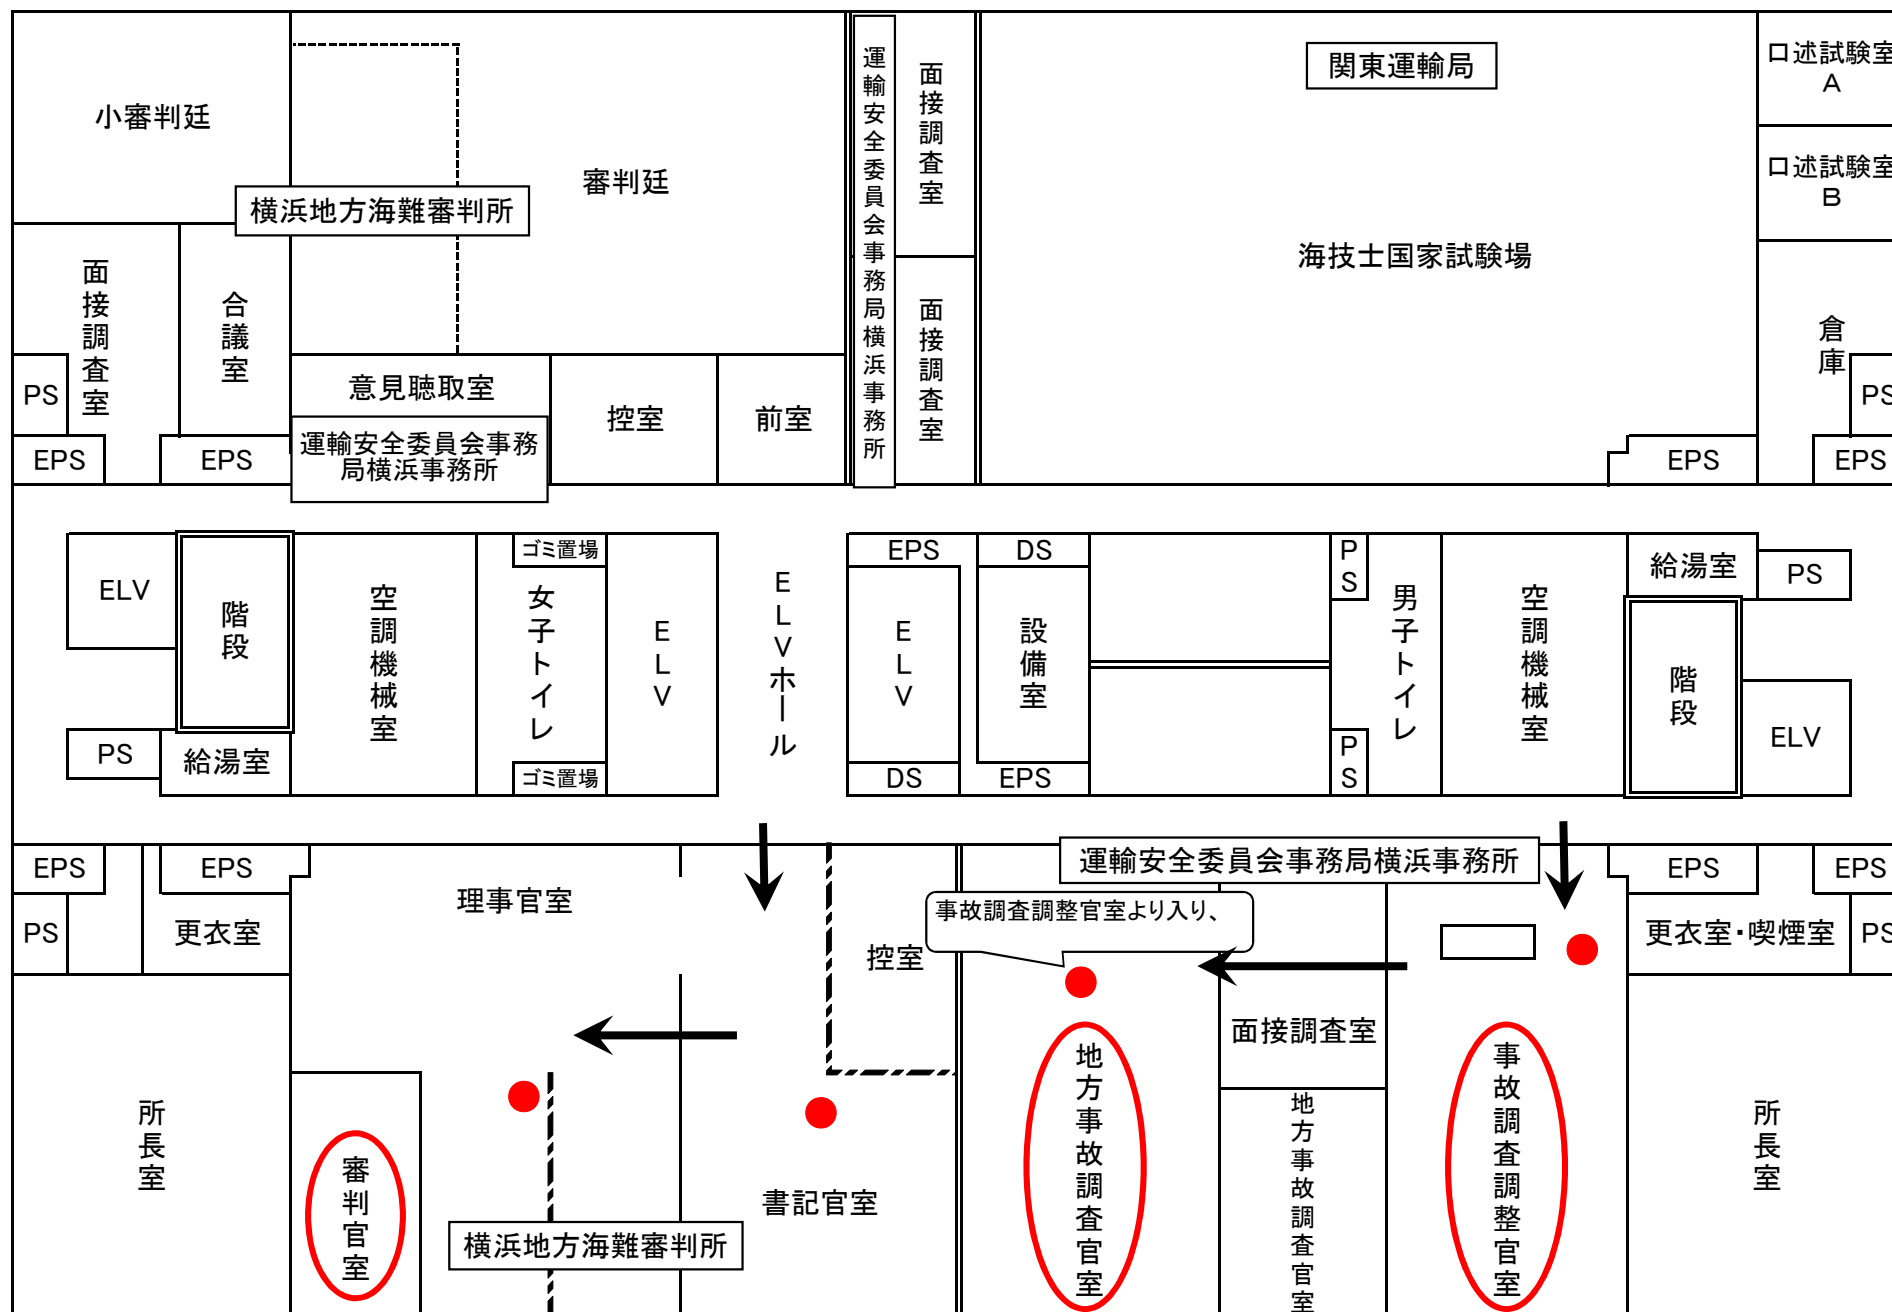 小審判廷
横浜地方海難審判所
審判廷
運輸安全委員会事務局横浜事務所
面接調査室
関東運輸局
海技士国家試験場
口述試験室
A
口述試験室
B
面接調査室
合議室
面接調査室
倉庫
PS
意見聴取室
控室
前室
PS
EPS
EPS
運輸安全委員会事務
局横浜事務所
EPS
EPS
ELV
階段
空調機械室
ゴミ置場
女子トイレ
ELV
ELVホール
EPS
ELV
DS
設備室
PS
男子トイレ
空調機械室
給湯室
PS
階段
PS
給湯室
ゴミ置場
DS
EPS
PS
ELV
EPS
EPS
理事官室
運輸安全委員会事務局横浜事務所
EPS
EPS
PS
更衣室
控室
事故調査調整官室より入り、
更衣室・喫煙室
PS
面接調査室
所長室
審判官室
横浜地方海難審判所
書記官室
地方事故調査官室
地方事故調査官室
事故調査調整官室
所長室